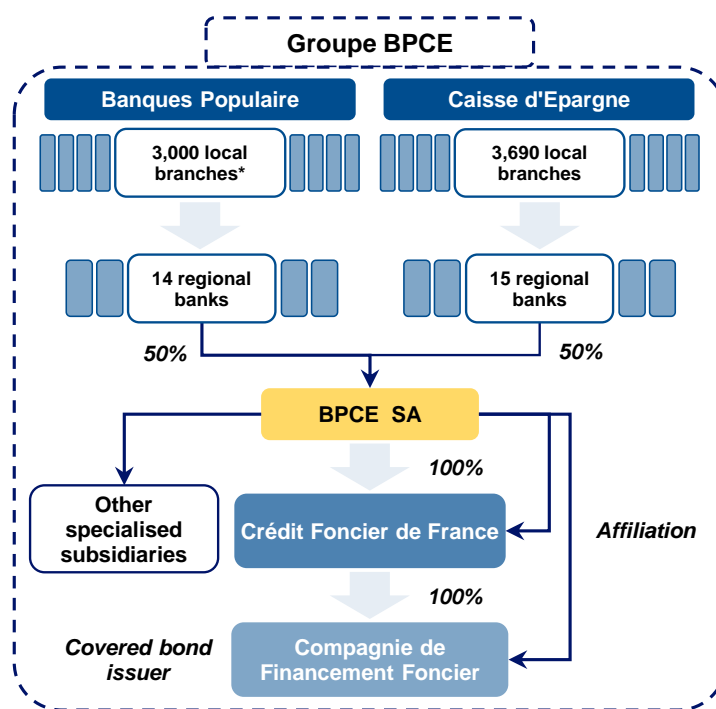 Groupe BPCE
Banques Populaire
Caisse d'Epargne
3,000 local
branches*
3,690 local
branches
14 regional
banks
15 regional
banks
50%
50%
BPCE SA
100%
Other
specialised
subsidiaries
Crédit Foncier de France
Affiliation
100%
Covered bond
issuer
Compagnie de
Financement Foncier